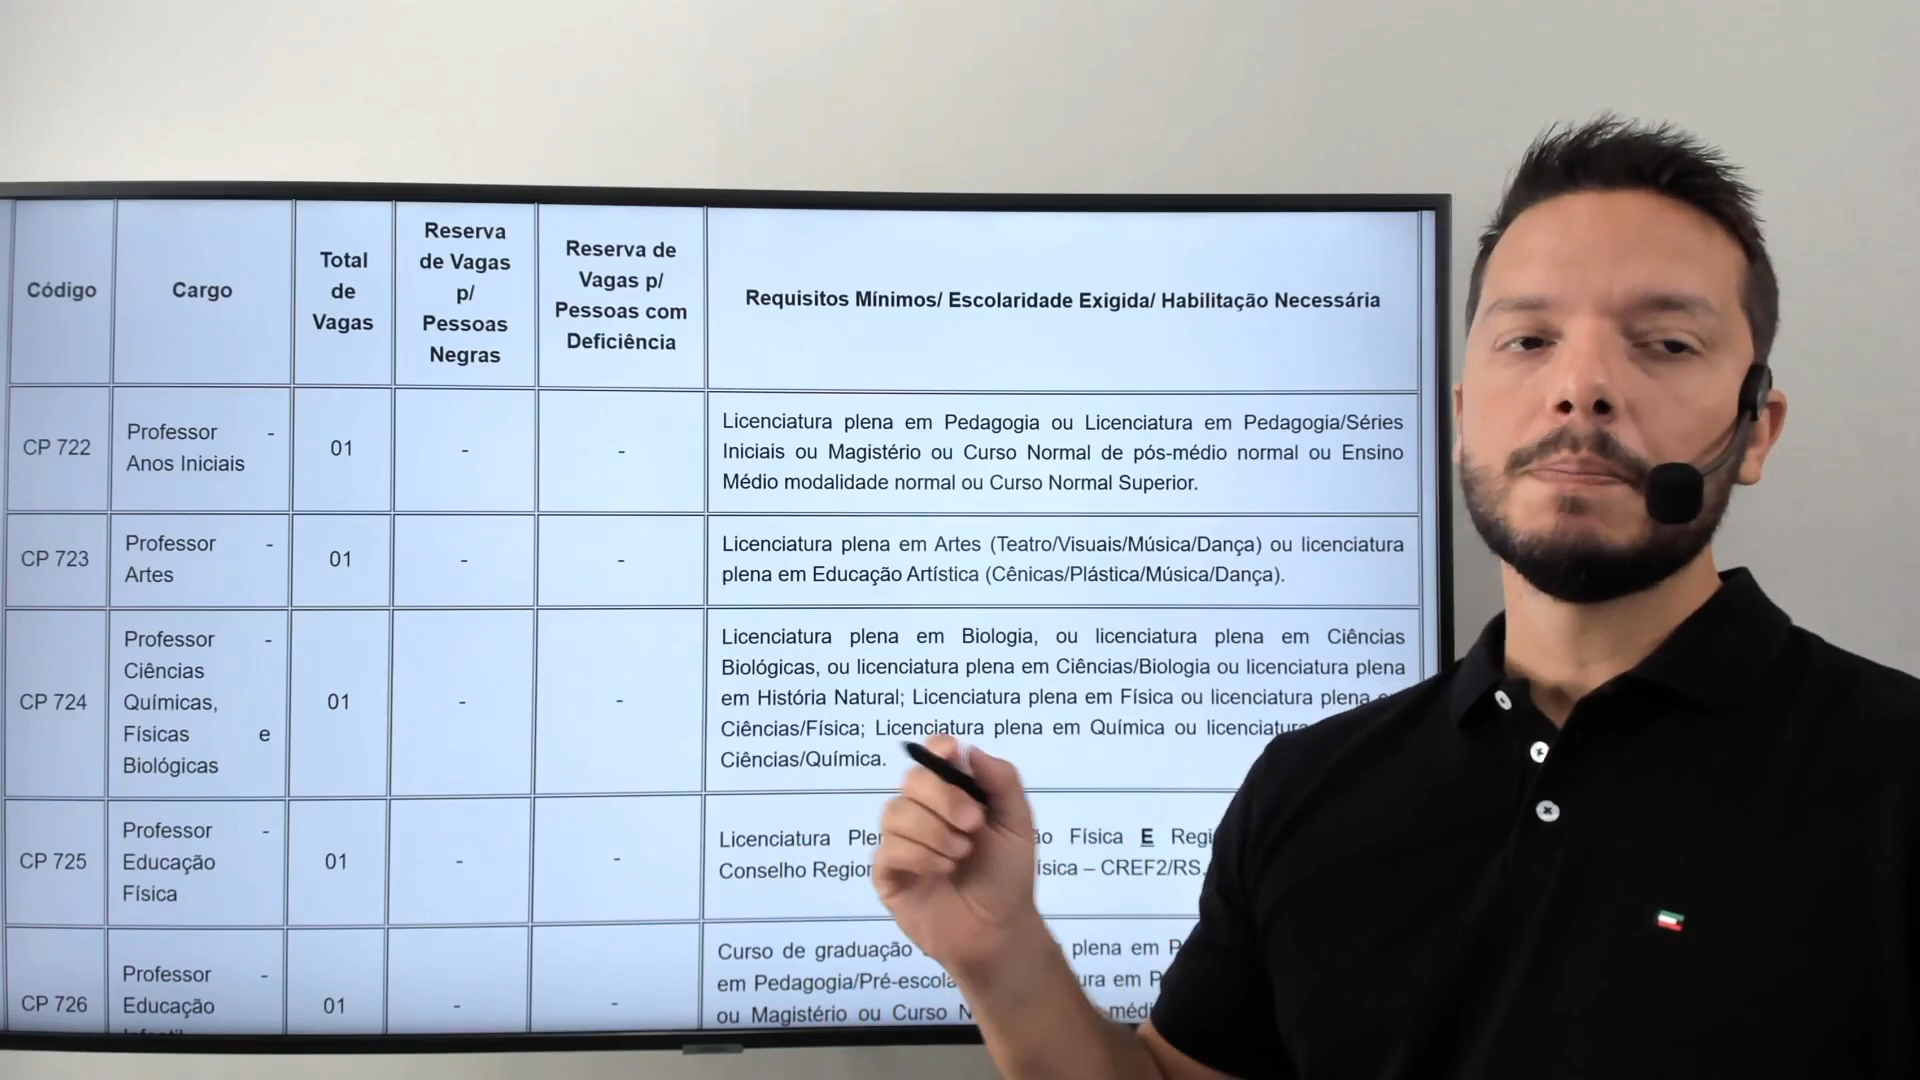 Código
Cargo
Total
de
Vagas
Reserva
de Vagas
p/
Pessoas
Negras
Reserva de
Vagas p/
Pessoas com
Deficiência
Requisitos Mínimos/ Escolaridade Exigida/ Habilitação Necessária
CP 722
Professor -
Anos Iniciais
01
-
-
Licenciatura plena em Pedagogia ou Licenciatura em Pedagogia/Séries
Iniciais ou Magistério ou Curso Normal de pós-médio normal ou Ensino
Médio modalidade normal ou Curso Normal Superior.
CP 723
Professor -
Artes
01
-
-
Licenciatura plena em Artes (Teatro/Visuais/Música/Dança) ou licenciatura
plena em Educação Artística (Cênicas/Plástica/Música/Dança).
CP 724
Professor -
Ciências
Químicas,
Físicas e
Biológicas
01
-
-
Licenciatura plena em Biologia, ou licenciatura plena em Ciências
Biológicas, ou licenciatura plena em Ciências/Biologia ou licenciatura plena
em História Natural; Licenciatura plena em Física ou licenciatura plena
Ciências/Física; Licenciatura plena em Química ou licenciatura
Ciências/Química.
CP 725
Professor -
Educação
Física
01
-
-
Licenciatura Física E
Conselho – CREF2/RS.
CP 726
Professor -
Educação
01
-
-
Curso de graduação plena em
em Pedagogia/ em
ou Magistério ou Curso